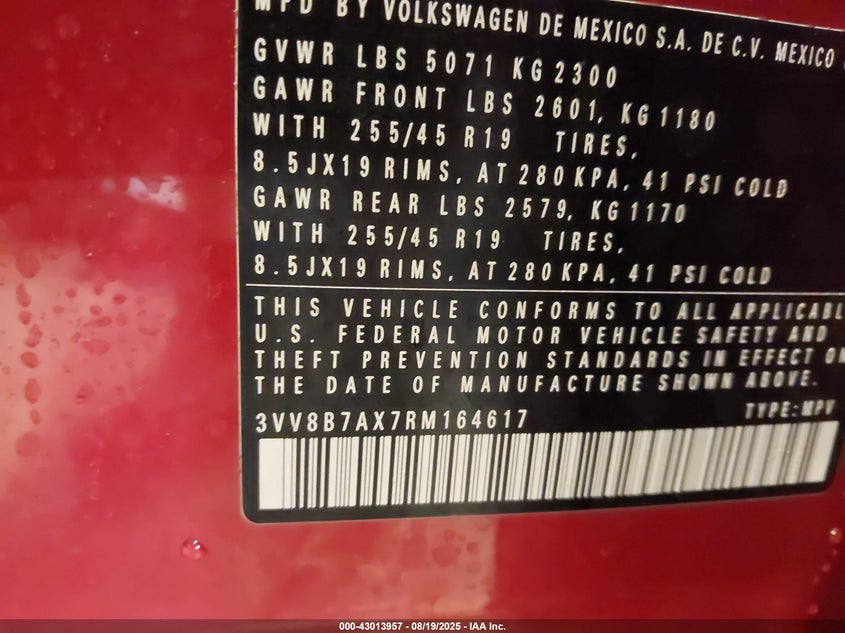 MFD BY VOLKSWAGEN DE MEXICO S.A. DE C.V. MEXICO
GVWR LBS 5071 KG 2300
GAWR FRONT LBS 2601, KG 1180
WITH 255/45 R19 TIRES,
8.5JX19 RIMS, AT 280 KPA, 41 PSI COLD
GAWR REAR LBS 2579, KG 1170
WITH 255/45 R19 TIRES,
8.5JX19 RIMS, AT 280 KPA, 41 PSI COLD
THIS VEHICLE CONFORMS TO ALL APPLICABL
U.S. FEDERAL MOTOR VEHICLE SAFETY AND
THEFT PREVENTION STANDARDS IN EFFECT ON
THE DATE OF MANUFACTURE SHOWN ABOVE.
3VV8B7AX7RM164617 TYPE:MPV
000-43013957 - 08/19/2025 - IAA Inc.